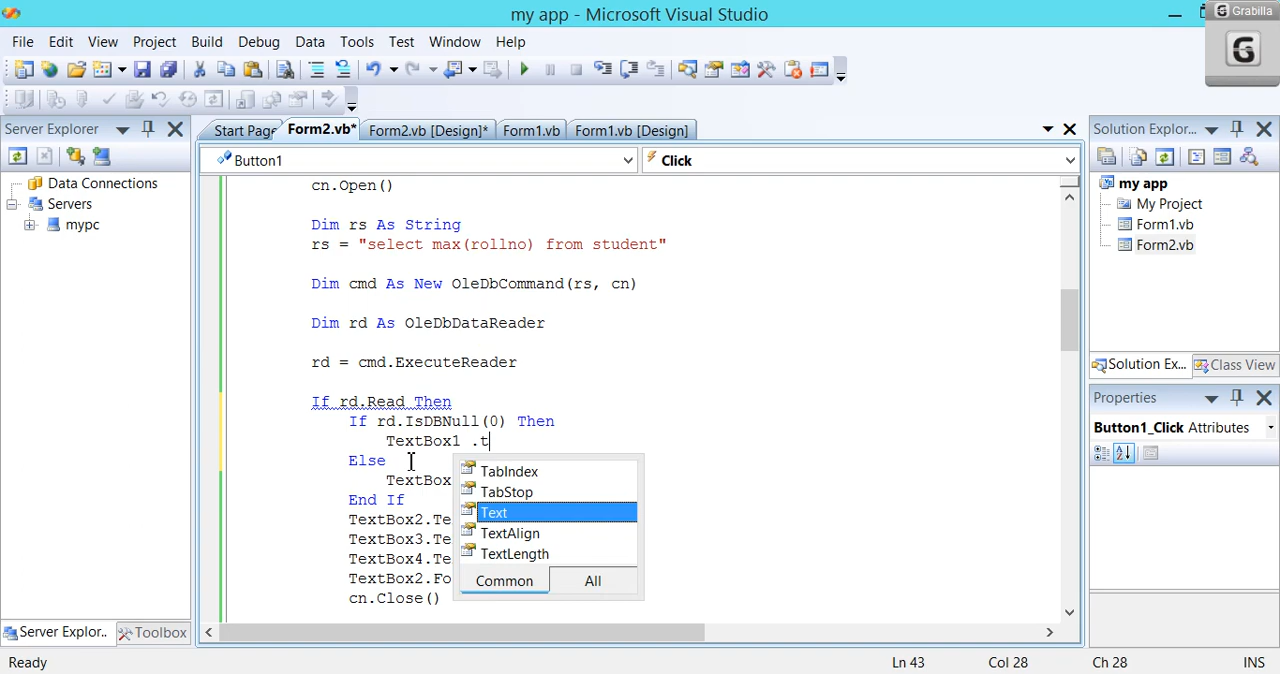 my app - Microsoft Visual Studio
Grabilla
G
File Edit View Project Build Debug Data Tools Test Window Help
Server Explorer
Data Connections
Servers
mypc
Server Explor.. Toolbox
Start Page Form2.vb* Form2.vb [Design]* Form1.vb Form1.vb [Design]
Button1 Click
cn.Open()
Dim rs As String
rs = "select max(rollno) from student"
Dim cmd As New OleDbCommand(rs, cn)
Dim rd As OleDbDataReader
rd = cmd.ExecuteReader
If rd.Read Then
If rd.IsDBNull(0) Then
TextBox1 .t
Else
TextBox
End If
TextBox2.Te
TextBox3.Te
TextBox4.Te
TextBox2.Fo
cn.Close()
TabIndex
TabStop
Text
TextAlign
TextLength
Common All
Solution Explor...
my app
My Project
Form1.vb
Form2.vb
Solution Ex... Class View
Properties
Button1_Click Attributes
Ready Ln 43 Col 28 Ch 28 INS